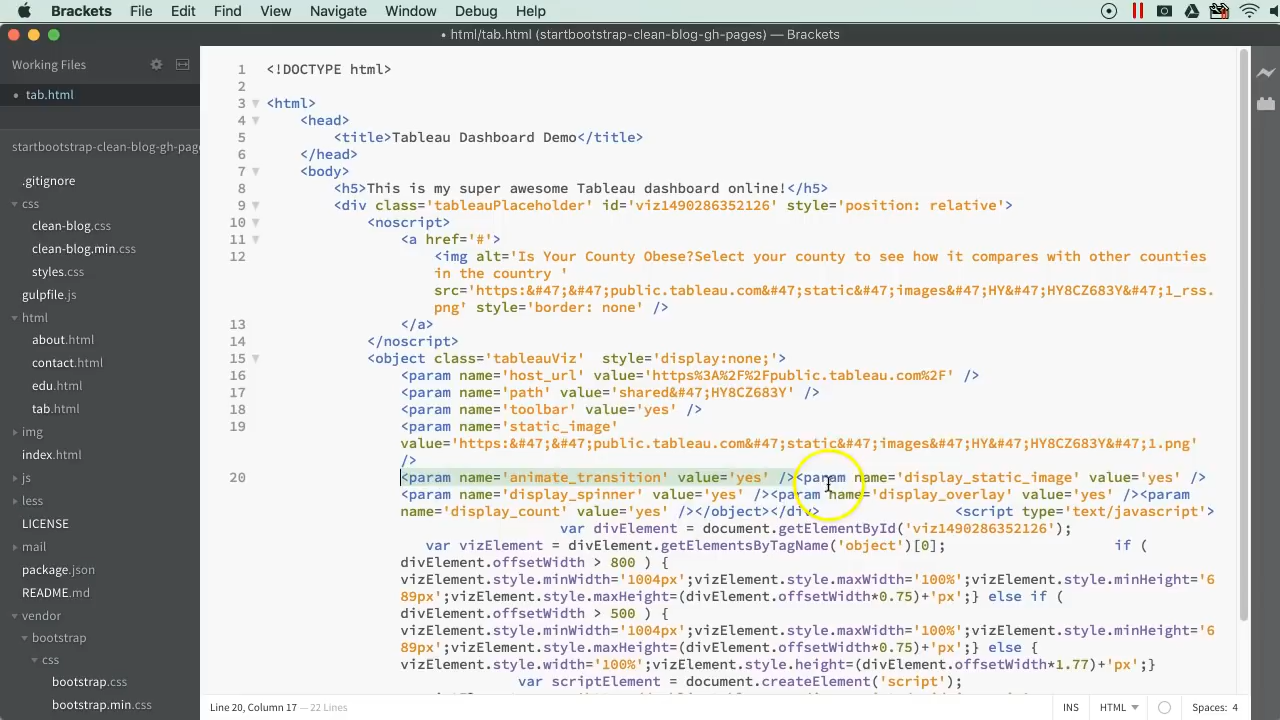 Brackets File Edit Find View Navigate Window Debug Help
• html/tab.html (startbootstrap-clean-blog-gh-pages) — Brackets
Working Files
• tab.html
startbootstrap-clean-blog-gh-page
.gitignore
css
clean-blog.css
clean-blog.min.css
styles.css
gulpfile.js
html
about.html
contact.html
edu.html
tab.html
img
index.html
js
less
LICENSE
mail
package.json
README.md
vendor
bootstrap
css
bootstrap.css
bootstrap.min.css
1 <!DOCTYPE html>
2
3 <html>
4 <head>
5 <title>Tableau Dashboard Demo</title>
6 </head>
7 <body>
8 <h5>This is my super awesome Tableau dashboard online!</h5>
9 <div class='tableauPlaceholder' id='viz1490286352126' style='position: relative'>
10 <noscript>
11 <a href='#'>
12 <img alt='Is Your County Obese?Select your county to see how it compares with other counties
in the country '
src='https:&#47;&#47;public.tableau.com&#47;static&#47;images&#47;HY&#47;HY8CZ683Y&#47;1_rss.
png' style='border: none' />
13 </a>
14 </noscript>
15 <object class='tableauViz'  style='display:none;'>
16 <param name='host_url' value='https%3A%2F%2Fpublic.tableau.com%2F' />
17 <param name='path' value='shared&#47;HY8CZ683Y' />
18 <param name='toolbar' value='yes' />
19 <param name='static_image'
value='https:&#47;&#47;public.tableau.com&#47;static&#47;images&#47;HY&#47;HY8CZ683Y&#47;1.png'
/>
20 <param name='animate_transition' value='yes' /><param name='display_static_image' value='yes' />
<param name='display_spinner' value='yes' /><param name='display_overlay' value='yes' /><param
name='display_count' value='yes' /></object></div> <script type='text/javascript'>
var divElement = document.getElementById('viz1490286352126');
var vizElement = divElement.getElementsByTagName('object')[0]; if (
divElement.offsetWidth > 800 ) {
vizElement.style.minWidth='1004px';vizElement.style.maxWidth='100%';vizElement.style.minHeight='6
89px';vizElement.style.maxHeight=(divElement.offsetWidth*0.75)+'px';} else if (
divElement.offsetWidth > 500 ) {
vizElement.style.minWidth='1004px';vizElement.style.maxWidth='100%';vizElement.style.minHeight='6
89px';vizElement.style.maxHeight=(divElement.offsetWidth*0.75)+'px';} else {
vizElement.style.width='100%';vizElement.style.height=(divElement.offsetWidth*1.77)+'px';}
var scriptElement = document.createElement('script');
Line 20, Column 17 — 22 Lines INS HTML Spaces: 4